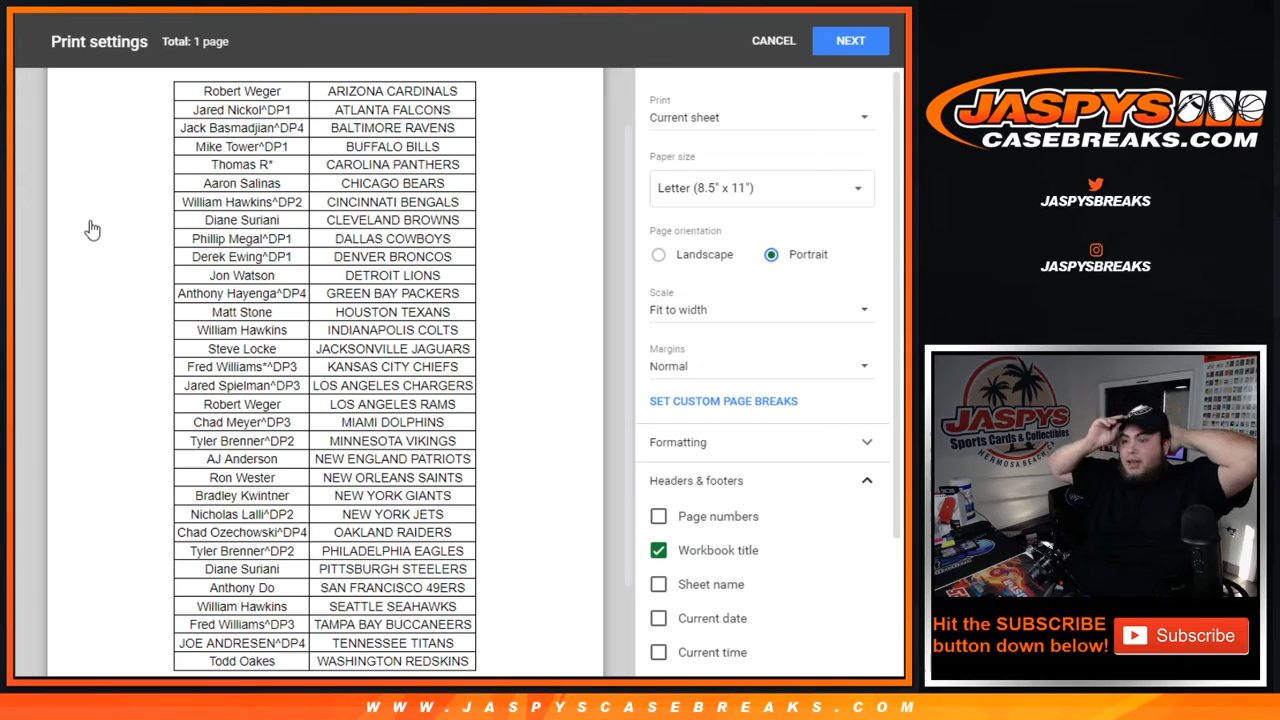 Print settings Total: 1 page CANCEL NEXT
Robert Weger ARIZONA CARDINALS
Jared Nickol^DP1 ATLANTA FALCONS
Jack Basmadjian^DP4 BALTIMORE RAVENS
Mike Tower^DP1 BUFFALO BILLS
Thomas R* CAROLINA PANTHERS
Aaron Salinas CHICAGO BEARS
William Hawkins^DP2 CINCINNATI BENGALS
Diane Suriani CLEVELAND BROWNS
Phillip Megal^DP1 DALLAS COWBOYS
Derek Ewing^DP1 DENVER BRONCOS
Jon Watson DETROIT LIONS
Anthony Hayenga^DP4 GREEN BAY PACKERS
Matt Stone HOUSTON TEXANS
William Hawkins INDIANAPOLIS COLTS
Steve Locke JACKSONVILLE JAGUARS
Fred Williams*^DP3 KANSAS CITY CHIEFS
Jared Spielman^DP3 LOS ANGELES CHARGERS
Robert Weger LOS ANGELES RAMS
Chad Meyer^DP3 MIAMI DOLPHINS
Tyler Brenner^DP2 MINNESOTA VIKINGS
AJ Anderson NEW ENGLAND PATRIOTS
Ron Wester NEW ORLEANS SAINTS
Bradley Kwintner NEW YORK GIANTS
Nicholas Lalli^DP2 NEW YORK JETS
Chad Ozechowski^DP4 OAKLAND RAIDERS
Tyler Brenner^DP2 PHILADELPHIA EAGLES
Diane Suriani PITTSBURGH STEELERS
Anthony Do SAN FRANCISCO 49ERS
William Hawkins SEATTLE SEAHAWKS
Fred Williams^DP3 TAMPA BAY BUCCANEERS
JOE ANDRESEN^DP4 TENNESSEE TITANS
Todd Oakes WASHINGTON REDSKINS
Print
Current sheet
Paper size
Letter (8.5" x 11")
Page orientation
Landscape Portrait
Scale
Fit to width
Margins
Normal
SET CUSTOM PAGE BREAKS
Formatting
Headers & footers
Page numbers
Workbook title
Sheet name
Current date
Current time
JASPYS
CASEBREAKS.COM
JASPYSBREAKS
JASPYSBREAKS
JASPYS
Sports Cards & Collectibles
HERMOSA BEACH, CA
Hit the SUBSCRIBE
button down below!
Subscribe
WWW.JASPYSCASEBREAKS.COM